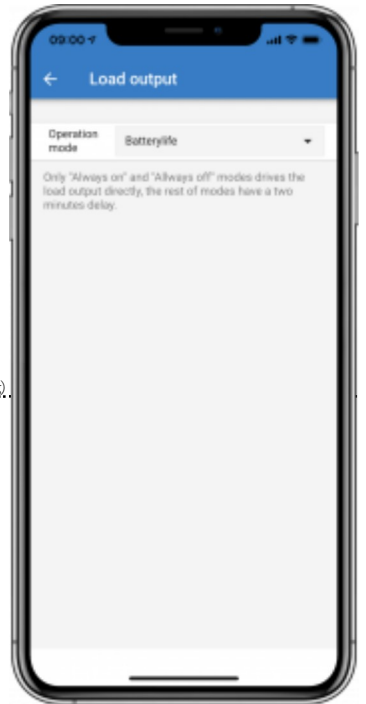 09:00
Load output
Operation
mode
Batterylife
Only "Always on" and "Allways off" modes drives the
load output directly, the rest of modes have a two
minutes delay.